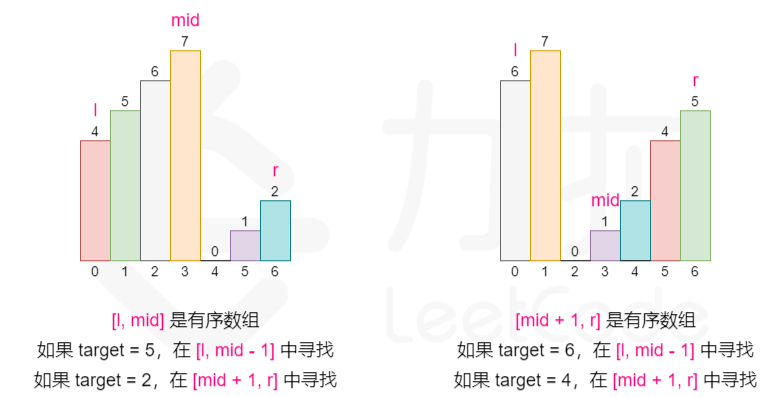 mid
7
6
l
5
4
r
2
1
0
0 1 2 3 4 5 6
[l, mid] 是有序数组
如果 target = 5，在 [l, mid - 1] 中寻找
如果 target = 2，在 [mid + 1, r] 中寻找
l
7
6
r
5
4
mid
2
1
0
0 1 2 3 4 5 6
[mid + 1, r] 是有序数组
如果 target = 6，在 [l, mid - 1] 中寻找
如果 target = 4，在 [mid + 1, r] 中寻找
力扣
LeetCode